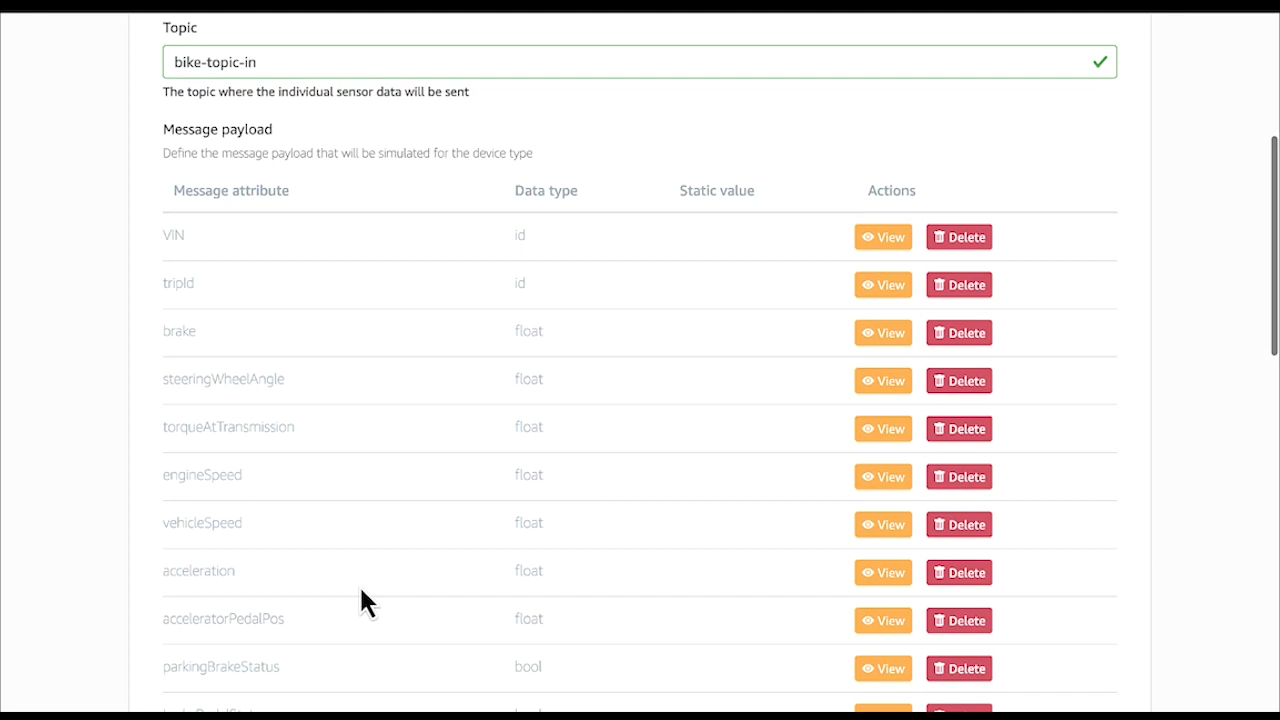 Topic
bike-topic-in
The topic where the individual sensor data will be sent
Message payload
Define the message payload that will be simulated for the device type
Message attribute Data type Static value Actions
VIN id View Delete
tripId id View Delete
brake float View Delete
steeringWheelAngle float View Delete
torqueAtTransmission float View Delete
engineSpeed float View Delete
vehicleSpeed float View Delete
acceleration float View Delete
acceleratorPedalPos float View Delete
parkingBrakeStatus bool View Delete